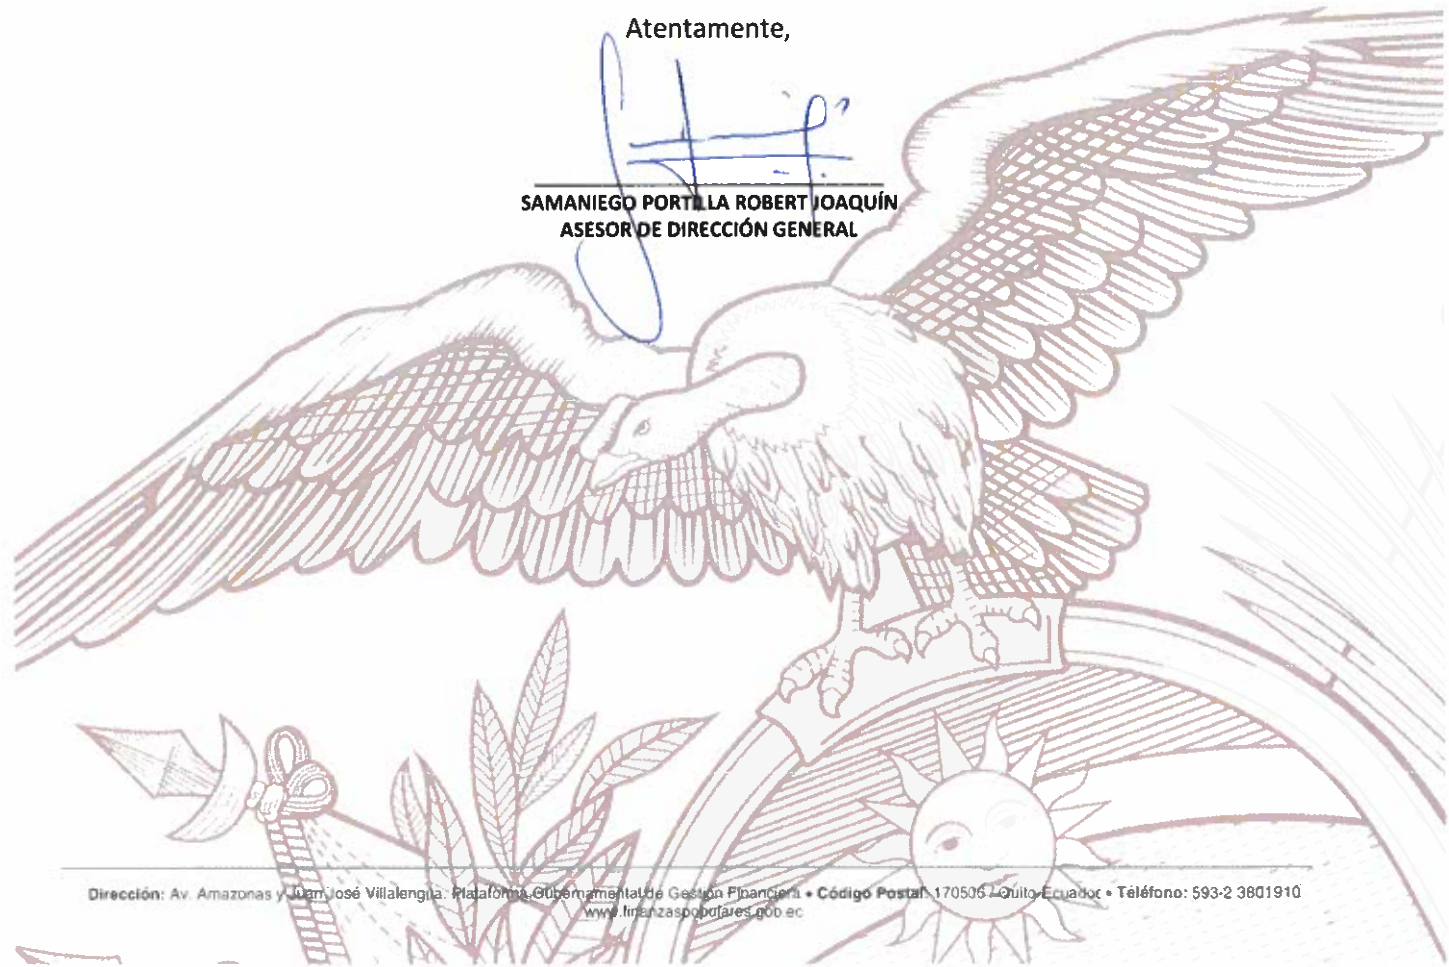 Atentamente,
SAMANIEGO PORTILLA ROBERT JOAQUÍN
ASESOR DE DIRECCIÓN GENERAL
Dirección: Av. Amazonas y Juan José Villalengua. Plataforma Gubernamental de Gestión Financiera • Código Postal: 170506 / Quito-Ecuador • Teléfono: 593-2 3801910
www.finanzaspopulares.gob.ec